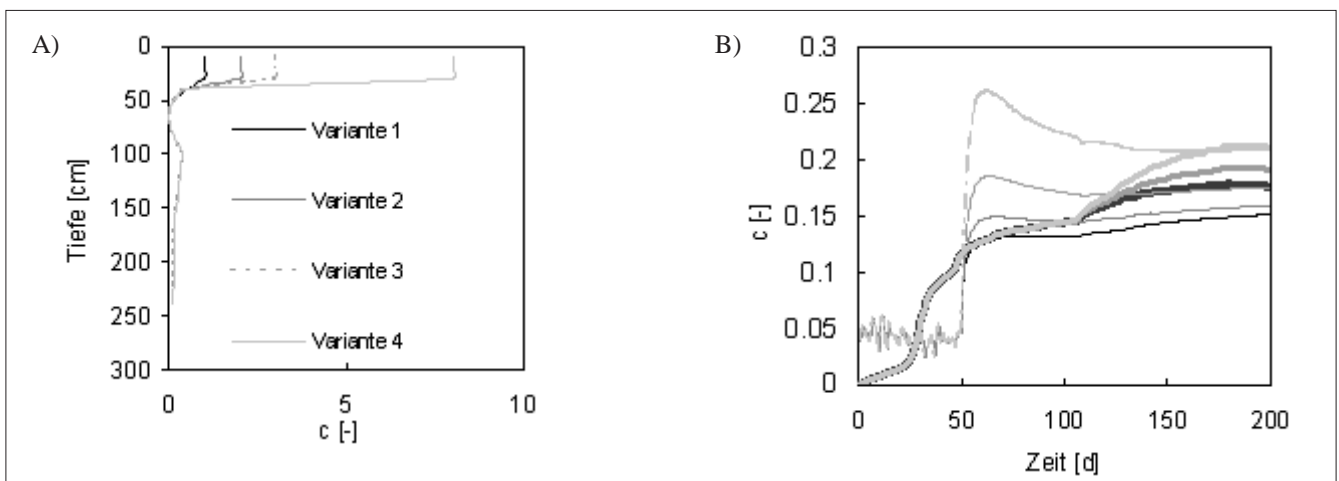 A)
0
50
100
150
200
250
300
Tiefe [cm]
Variante 1
Variante 2
Variante 3
Variante 4
0
5
10
c [-]
B)
0.3
0.25
0.2
0.15
0.1
0.05
0
c [-]
0
50
100
150
200
Zeit [d]